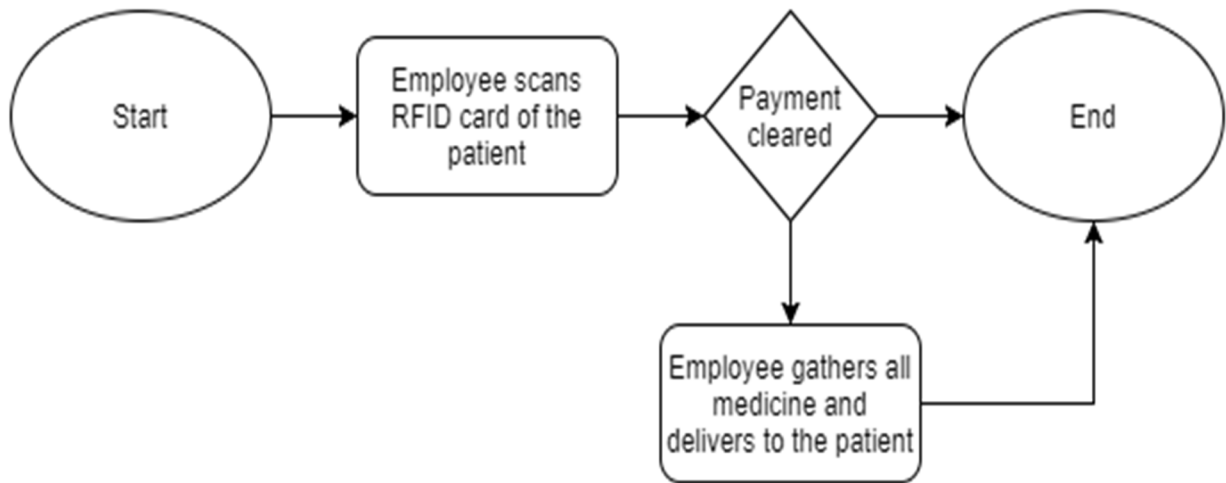 Start
Employee scans
RFID card of the
patient
Payment
cleared
End
Employee gathers all
medicine and
delivers to the patient